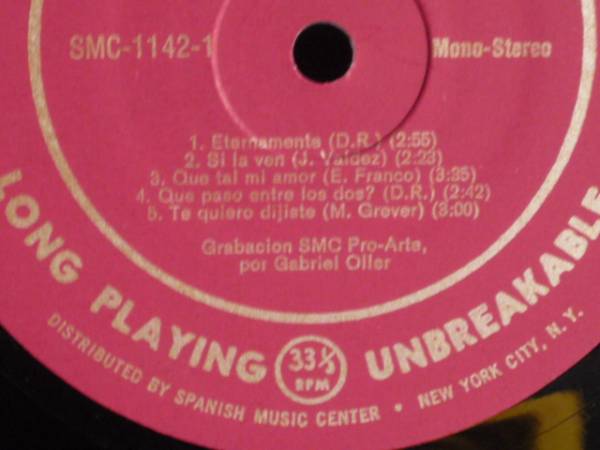 SMC-1142-1
Mono-Stereo
1. Eternamente (D.R.) (2:55)
2. Si la ven (J. Valdez) (2:23)
3. Que tal mi amor (E. Franco) (3:35)
4. Que paso entre los dos? (D.R.) (2:42)
5. Te quiero dijiste (M. Grever) (3:00)
Grabacion SMC Pro-Arte,
por Gabriel Oller
LONG PLAYING 33⅓ RPM UNBREAKABLE
DISTRIBUTED BY SPANISH MUSIC CENTER • NEW YORK CITY, N.Y.